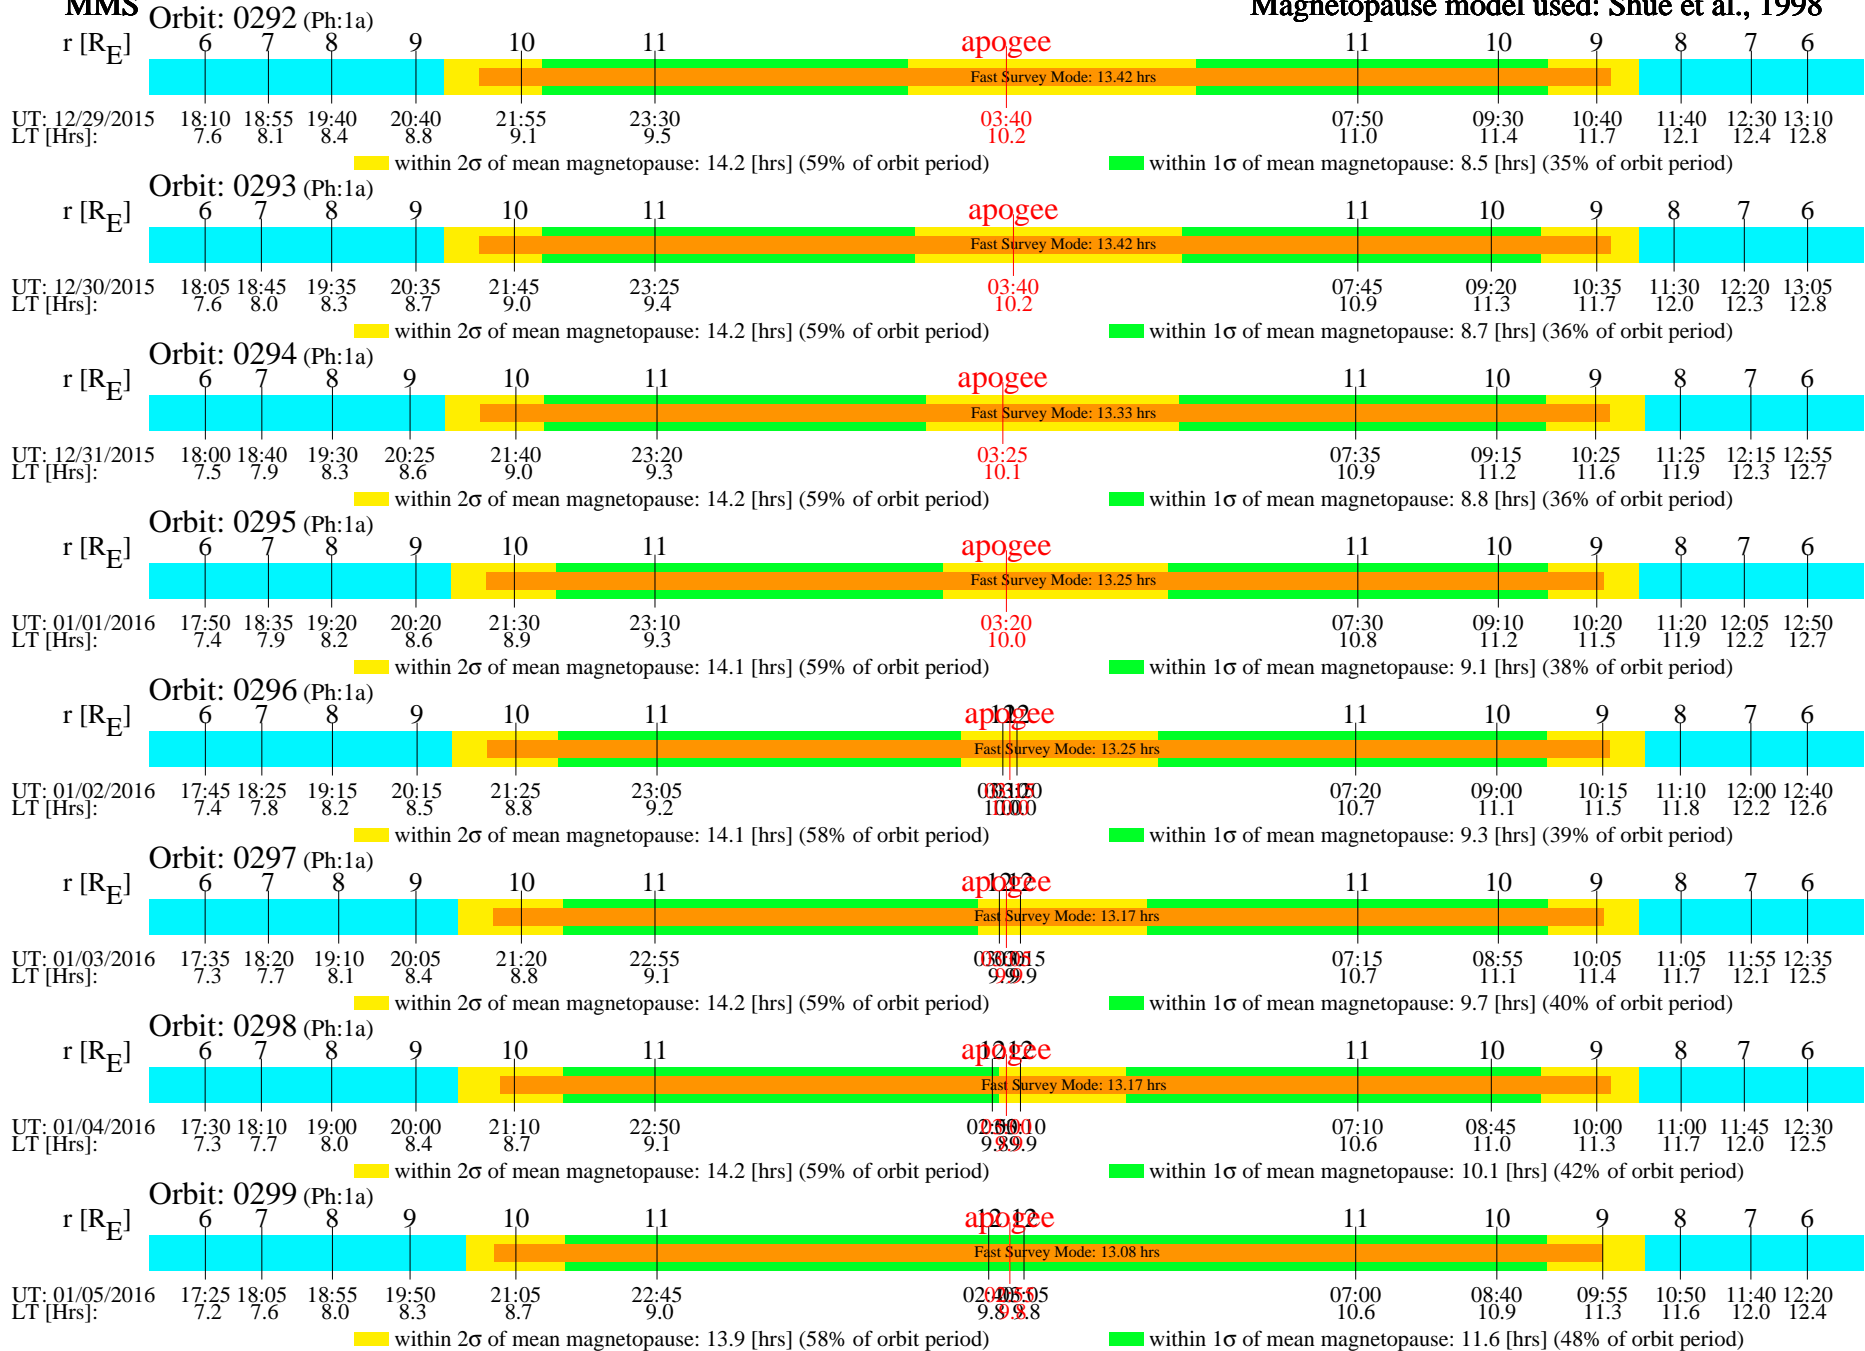 MMS Magnetopause model used: Shue et al., 1998
Orbit: 0292 (Ph:1a)
r [RE] 6 7 8 9 10 11 apogee 11 10 9 8 7 6
Fast Survey Mode: 13.42 hrs
UT: 12/29/2015 18:10 18:55 19:40 20:40 21:55 23:30 03:40 07:50 09:30 10:40 11:40 12:30 13:10
LT [Hrs]: 7.6 8.1 8.4 8.8 9.1 9.5 10.2 11.0 11.4 11.7 12.1 12.4 12.8
within 2σ of mean magnetopause: 14.2 [hrs] (59% of orbit period) within 1σ of mean magnetopause: 8.5 [hrs] (35% of orbit period)
Orbit: 0293 (Ph:1a)
r [RE] 6 7 8 9 10 11 apogee 11 10 9 8 7 6
Fast Survey Mode: 13.42 hrs
UT: 12/30/2015 18:05 18:45 19:35 20:35 21:45 23:25 03:40 07:45 09:20 10:35 11:30 12:20 13:05
LT [Hrs]: 7.6 8.0 8.3 8.7 9.0 9.4 10.2 10.9 11.3 11.7 12.0 12.3 12.8
within 2σ of mean magnetopause: 14.2 [hrs] (59% of orbit period) within 1σ of mean magnetopause: 8.7 [hrs] (36% of orbit period)
Orbit: 0294 (Ph:1a)
r [RE] 6 7 8 9 10 11 apogee 11 10 9 8 7 6
Fast Survey Mode: 13.33 hrs
UT: 12/31/2015 18:00 18:40 19:30 20:25 21:40 23:20 03:25 07:35 09:15 10:25 11:25 12:15 12:55
LT [Hrs]: 7.5 7.9 8.3 8.6 9.0 9.3 10.1 10.9 11.2 11.6 11.9 12.3 12.7
within 2σ of mean magnetopause: 14.2 [hrs] (59% of orbit period) within 1σ of mean magnetopause: 8.8 [hrs] (36% of orbit period)
Orbit: 0295 (Ph:1a)
r [RE] 6 7 8 9 10 11 apogee 11 10 9 8 7 6
Fast Survey Mode: 13.25 hrs
UT: 01/01/2016 17:50 18:35 19:20 20:20 21:30 23:10 03:20 07:30 09:10 10:20 11:20 12:05 12:50
LT [Hrs]: 7.4 7.9 8.2 8.6 8.9 9.3 10.0 10.8 11.2 11.5 11.9 12.2 12.7
within 2σ of mean magnetopause: 14.1 [hrs] (59% of orbit period) within 1σ of mean magnetopause: 9.1 [hrs] (38% of orbit period)
Orbit: 0296 (Ph:1a)
r [RE] 6 7 8 9 10 11 apogee 12 11 10 9 8 7 6
Fast Survey Mode: 13.25 hrs
UT: 01/02/2016 17:45 18:25 19:15 20:15 21:25 23:05 07:20 09:00 10:15 11:10 12:00 12:40
LT [Hrs]: 7.4 7.8 8.2 8.5 8.8 9.2 10.7 11.1 11.5 11.8 12.2 12.6
within 2σ of mean magnetopause: 14.1 [hrs] (58% of orbit period) within 1σ of mean magnetopause: 9.3 [hrs] (39% of orbit period)
Orbit: 0297 (Ph:1a)
r [RE] 6 7 8 9 10 11 12 apogee 12 11 10 9 8 7 6
Fast Survey Mode: 13.17 hrs
UT: 01/03/2016 17:35 18:20 19:10 20:05 21:20 22:55 07:15 08:55 10:05 11:05 11:55 12:35
LT [Hrs]: 7.3 7.7 8.1 8.4 8.8 9.1 10.7 11.1 11.4 11.7 12.1 12.5
within 2σ of mean magnetopause: 14.2 [hrs] (59% of orbit period) within 1σ of mean magnetopause: 9.7 [hrs] (40% of orbit period)
Orbit: 0298 (Ph:1a)
r [RE] 6 7 8 9 10 11 12 apogee 12 11 10 9 8 7 6
Fast Survey Mode: 13.17 hrs
UT: 01/04/2016 17:30 18:10 19:00 20:00 21:10 22:50 07:10 08:45 10:00 11:00 11:45 12:30
LT [Hrs]: 7.3 7.7 8.0 8.4 8.7 9.1 10.6 11.0 11.3 11.7 12.0 12.5
within 2σ of mean magnetopause: 14.2 [hrs] (59% of orbit period) within 1σ of mean magnetopause: 10.1 [hrs] (42% of orbit period)
Orbit: 0299 (Ph:1a)
r [RE] 6 7 8 9 10 11 12 apogee 12 11 10 9 8 7 6
Fast Survey Mode: 13.08 hrs
UT: 01/05/2016 17:25 18:05 18:55 19:50 21:05 22:45 07:00 08:40 09:55 10:50 11:40 12:20
LT [Hrs]: 7.2 7.6 8.0 8.3 8.7 9.0 10.6 10.9 11.3 11.6 12.0 12.4
within 2σ of mean magnetopause: 13.9 [hrs] (58% of orbit period) within 1σ of mean magnetopause: 11.6 [hrs] (48% of orbit period)